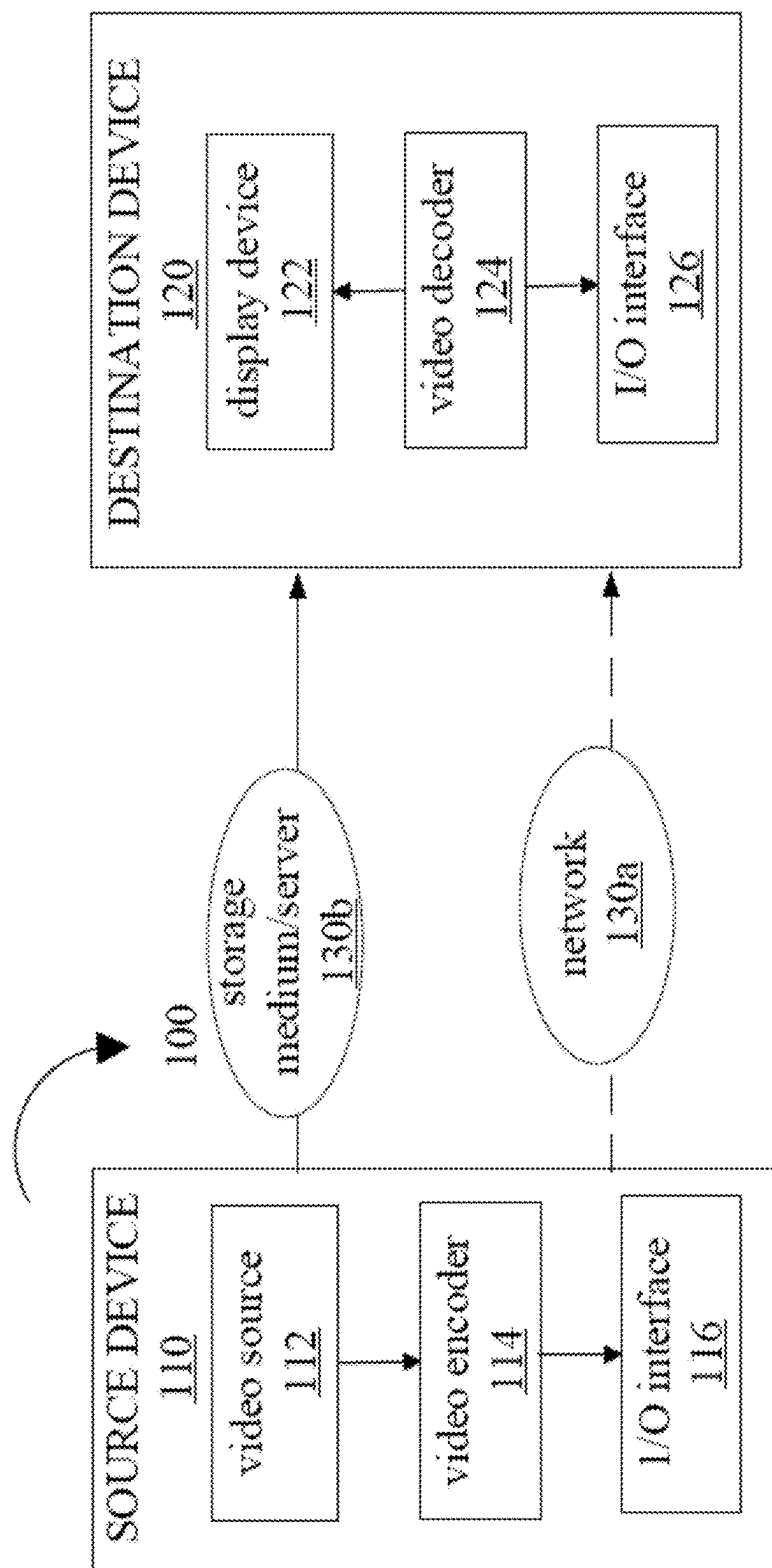 100
SOURCE DEVICE
110
video source
112
video encoder
114
I/O interface
116
storage
medium/server
130b
network
130a
DESTINATION DEVICE
120
display device
122
video decoder
124
I/O interface
126